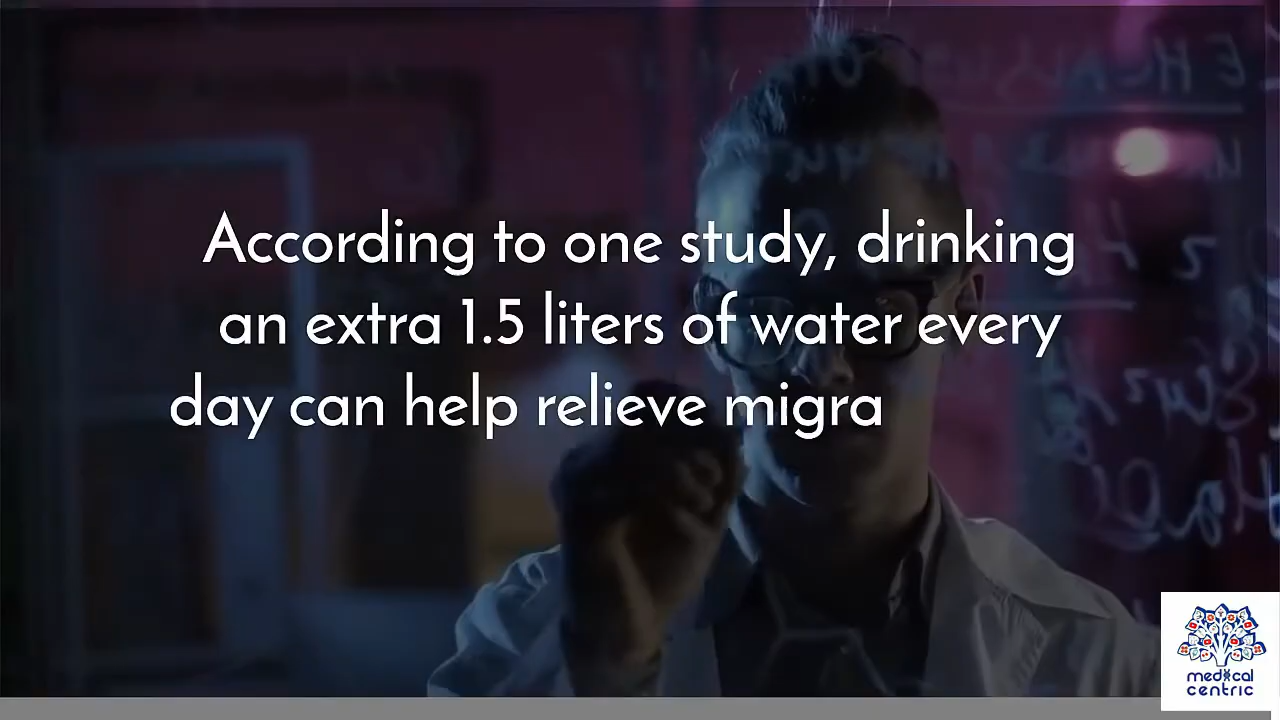 According to one study, drinking
an extra 1.5 liters of water every
day can help relieve migra
medical
centric